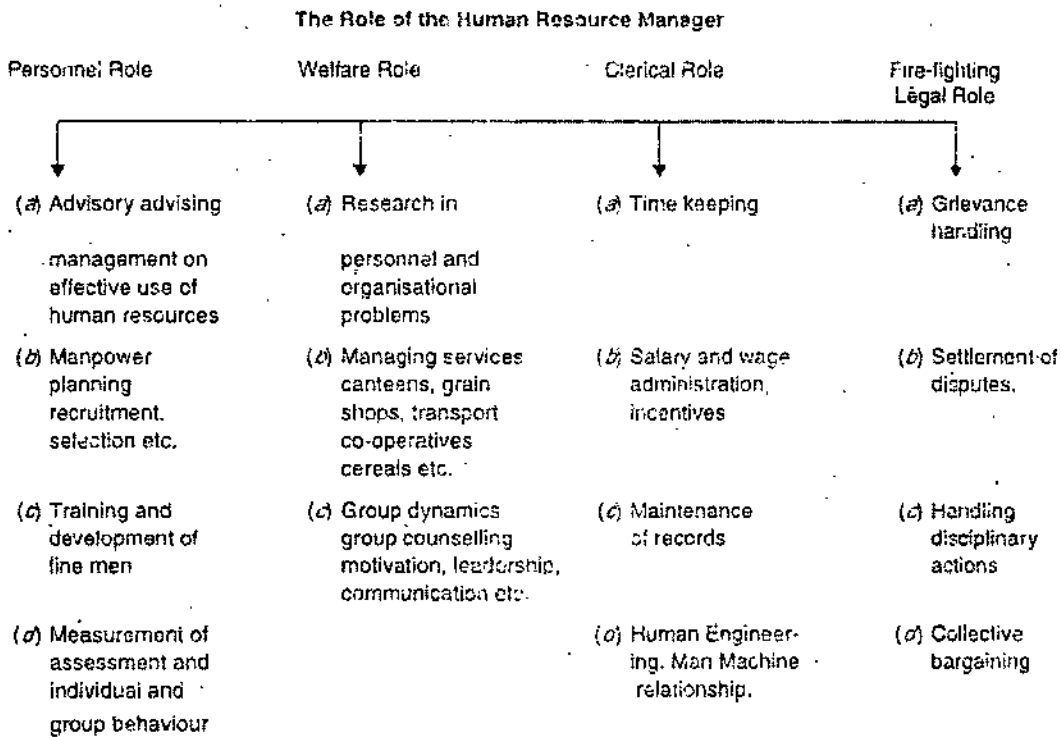 The Role of the Human Resource Manager
Personnel Role
Welfare Role
Clerical Role
Fire-fighting
Legal Role
(a) Advisory advising
management on
effective use of
human resources
(b) Manpower
planning
recruitment,
selection etc.
(c) Training and
development of
line men
(d) Measurement of
assessment and
individual and
group behaviour
(a) Research in
personnel and
organisational
problems
(b) Managing services
canteens, grain
shops, transport
co-operatives
cereals etc.
(c) Group dynamics
group counselling
motivation, leadership,
communication etc.
(a) Time keeping
(b) Salary and wage
administration,
incentives
(c) Maintenance
of records
(d) Human Engineer-
ing. Man Machine
relationship.
(a) Grievance
handling
(b) Settlement of
disputes.
(c) Handling
disciplinary
actions
(d) Collective
bargaining